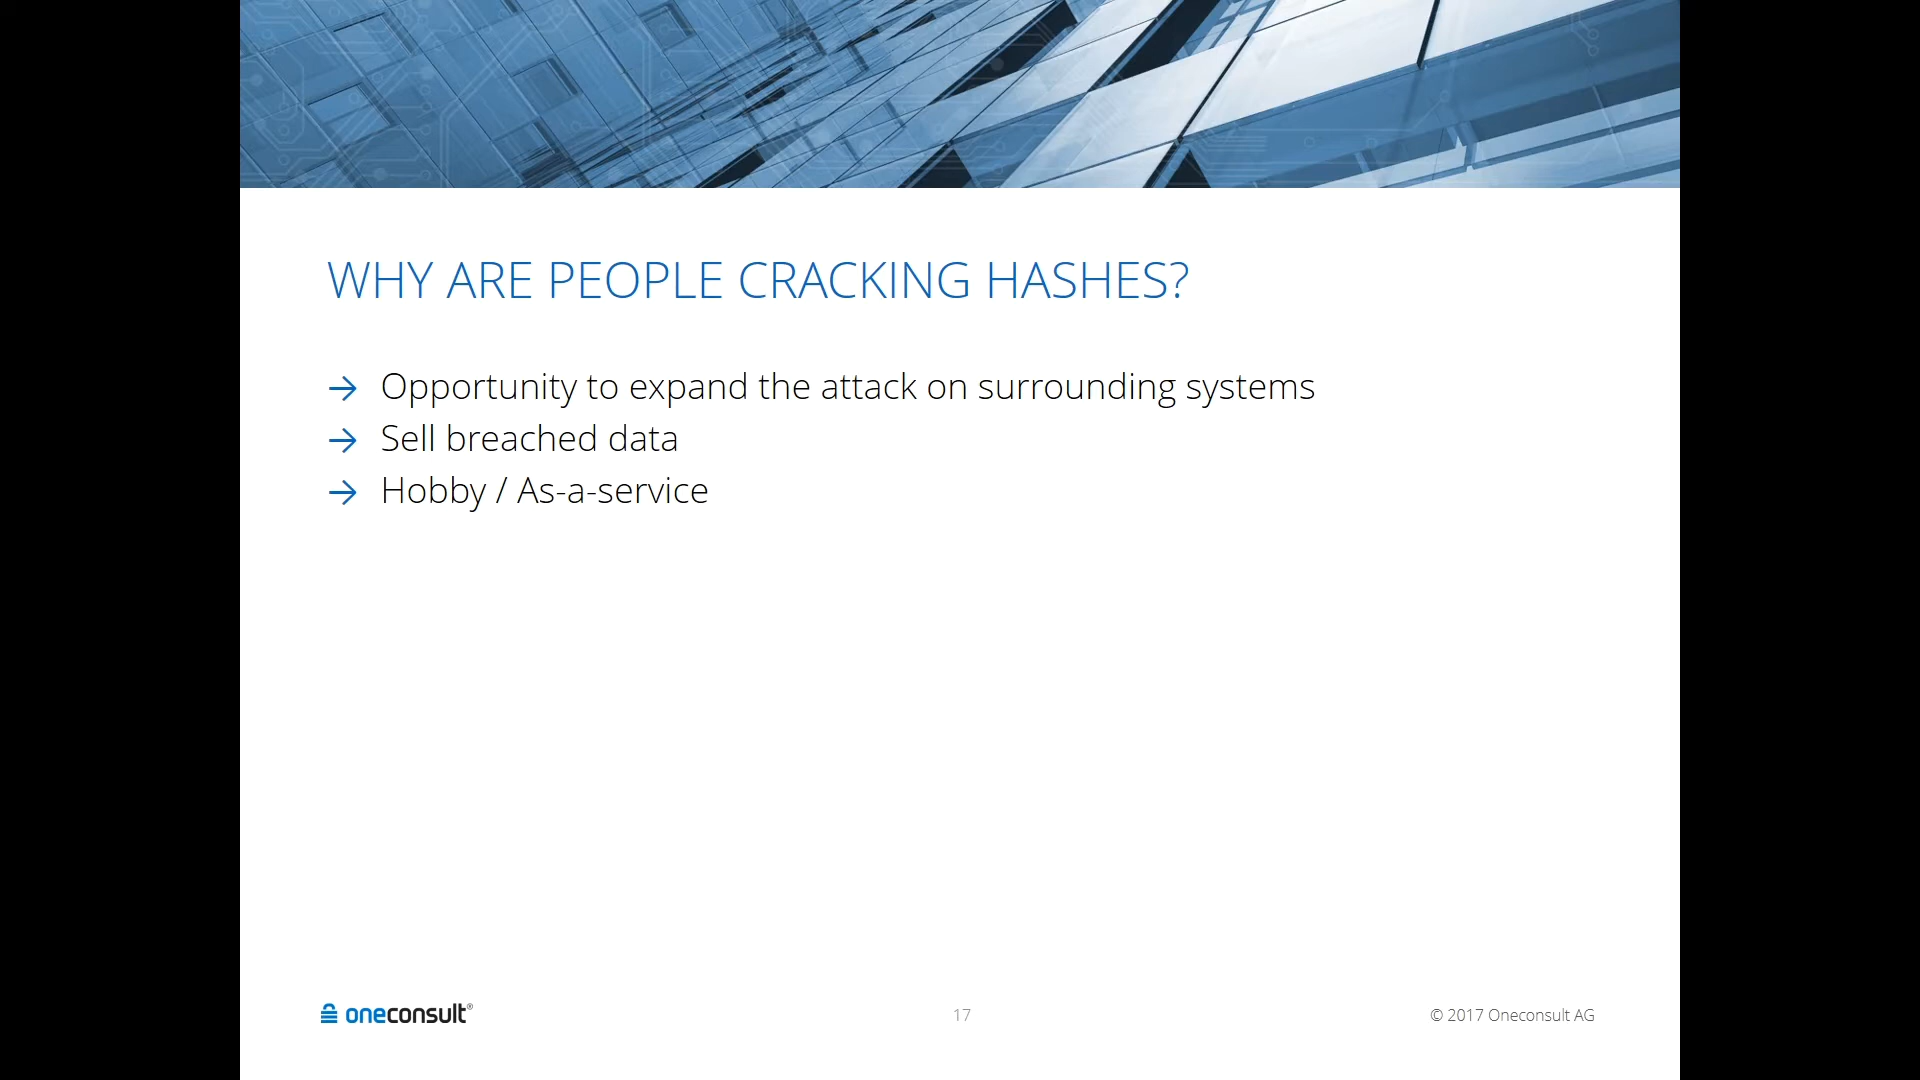 WHY ARE PEOPLE CRACKING HASHES?
→ Opportunity to expand the attack on surrounding systems
→ Sell breached data
→ Hobby / As-a-service
oneconsult®
17
© 2017 Oneconsult AG